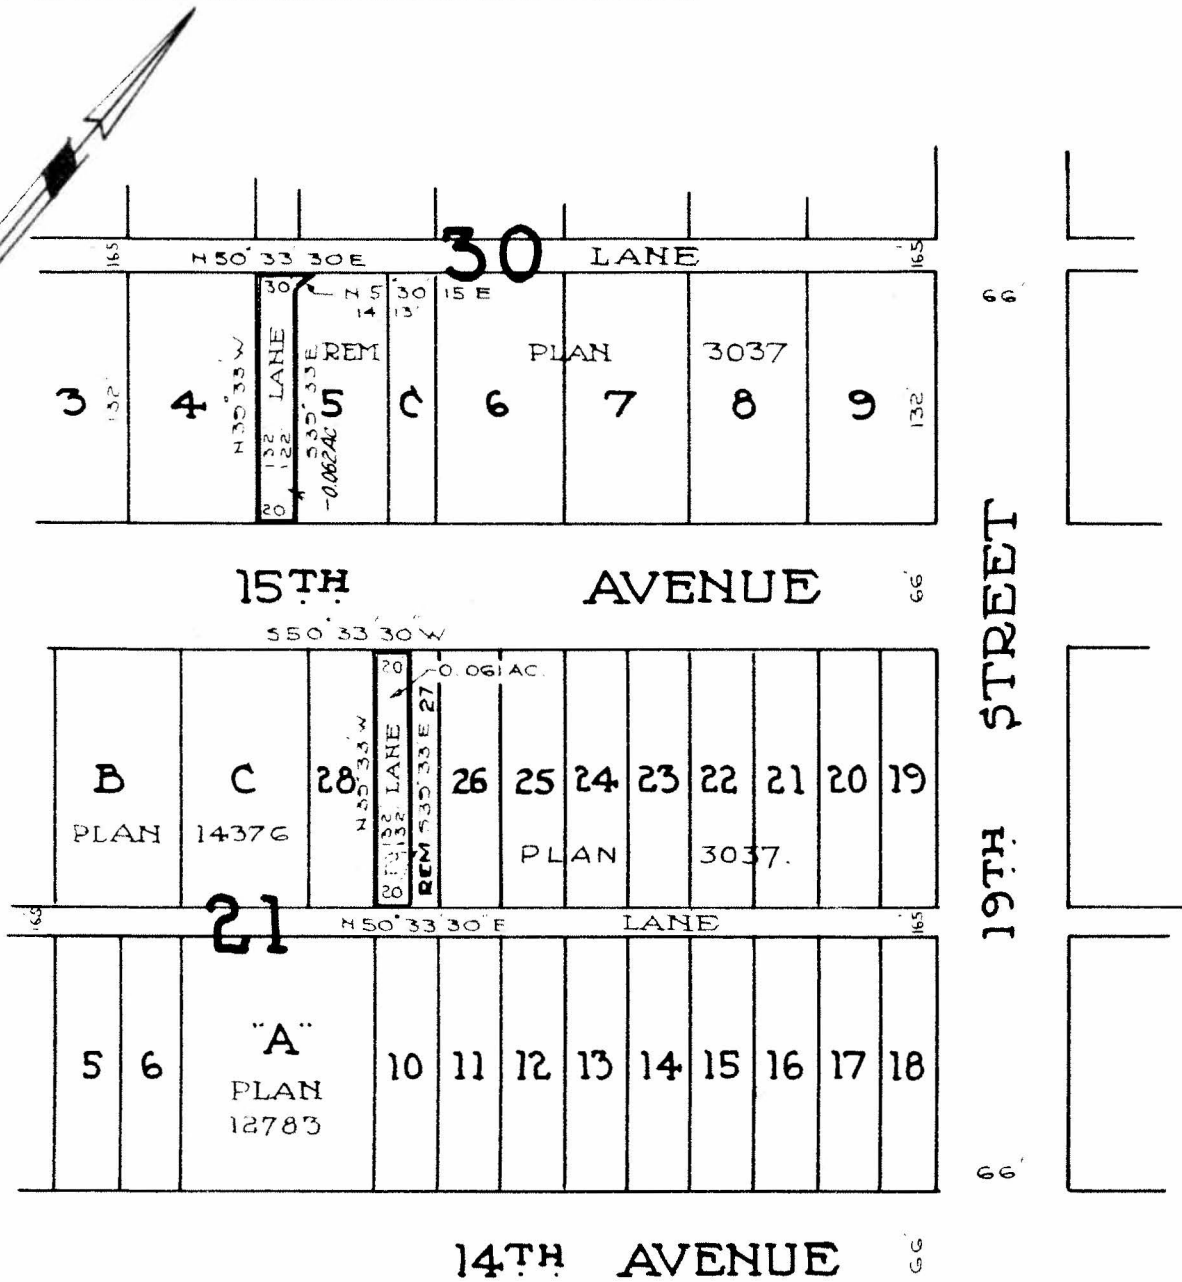 30
165
N 50° 33' 30" E
LANE
165
30
N 5° 30' 15" E
14 13
66'
REM
PLAN 3037
3 4 5 C 6 7 8 9
132'
N 39° 33' W
132 LANE
122
S 39° 33' E
-0.062AC
132'
20
15TH AVENUE
66'
S 50° 33' 30" W
20
0.061 AC.
B C 28 26 25 24 23 22 21 20 19
N 39° 33' W
132 LANE
132
REM S 39° 33' E 27
PLAN 14376
PLAN 3037.
20
19TH STREET
165
21
N 50° 33' 30" E
LANE
165
5 6 "A" 10 11 12 13 14 15 16 17 18
PLAN
12783
66'
14TH AVENUE
66'